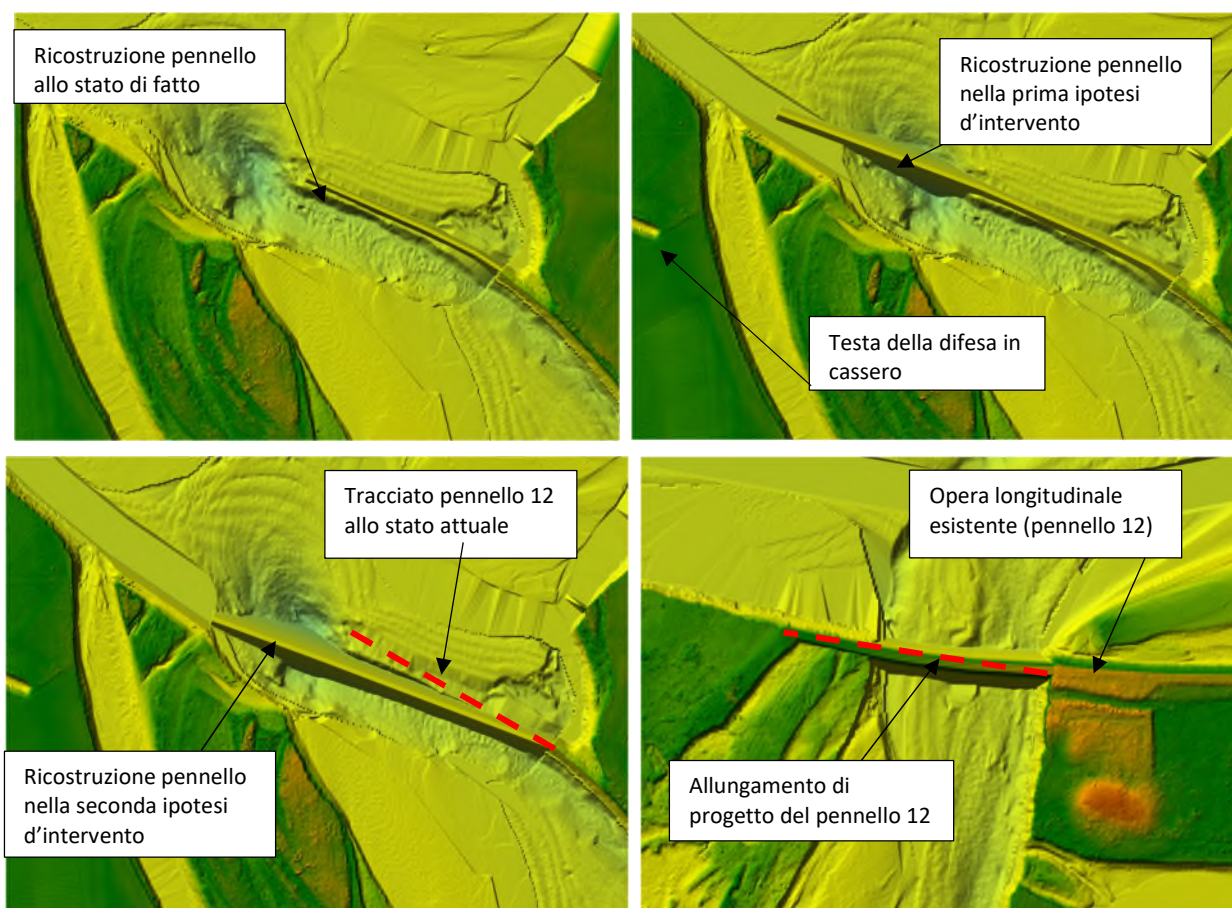 Ricostruzione pennello
allo stato di fatto
Ricostruzione pennello
nella prima ipotesi
d’intervento
Testa della difesa in
cassero
Tracciato pennello 12
allo stato attuale
Ricostruzione pennello
nella seconda ipotesi
d’intervento
Opera longitudinale
esistente (pennello 12)
Allungamento di
progetto del pennello 12